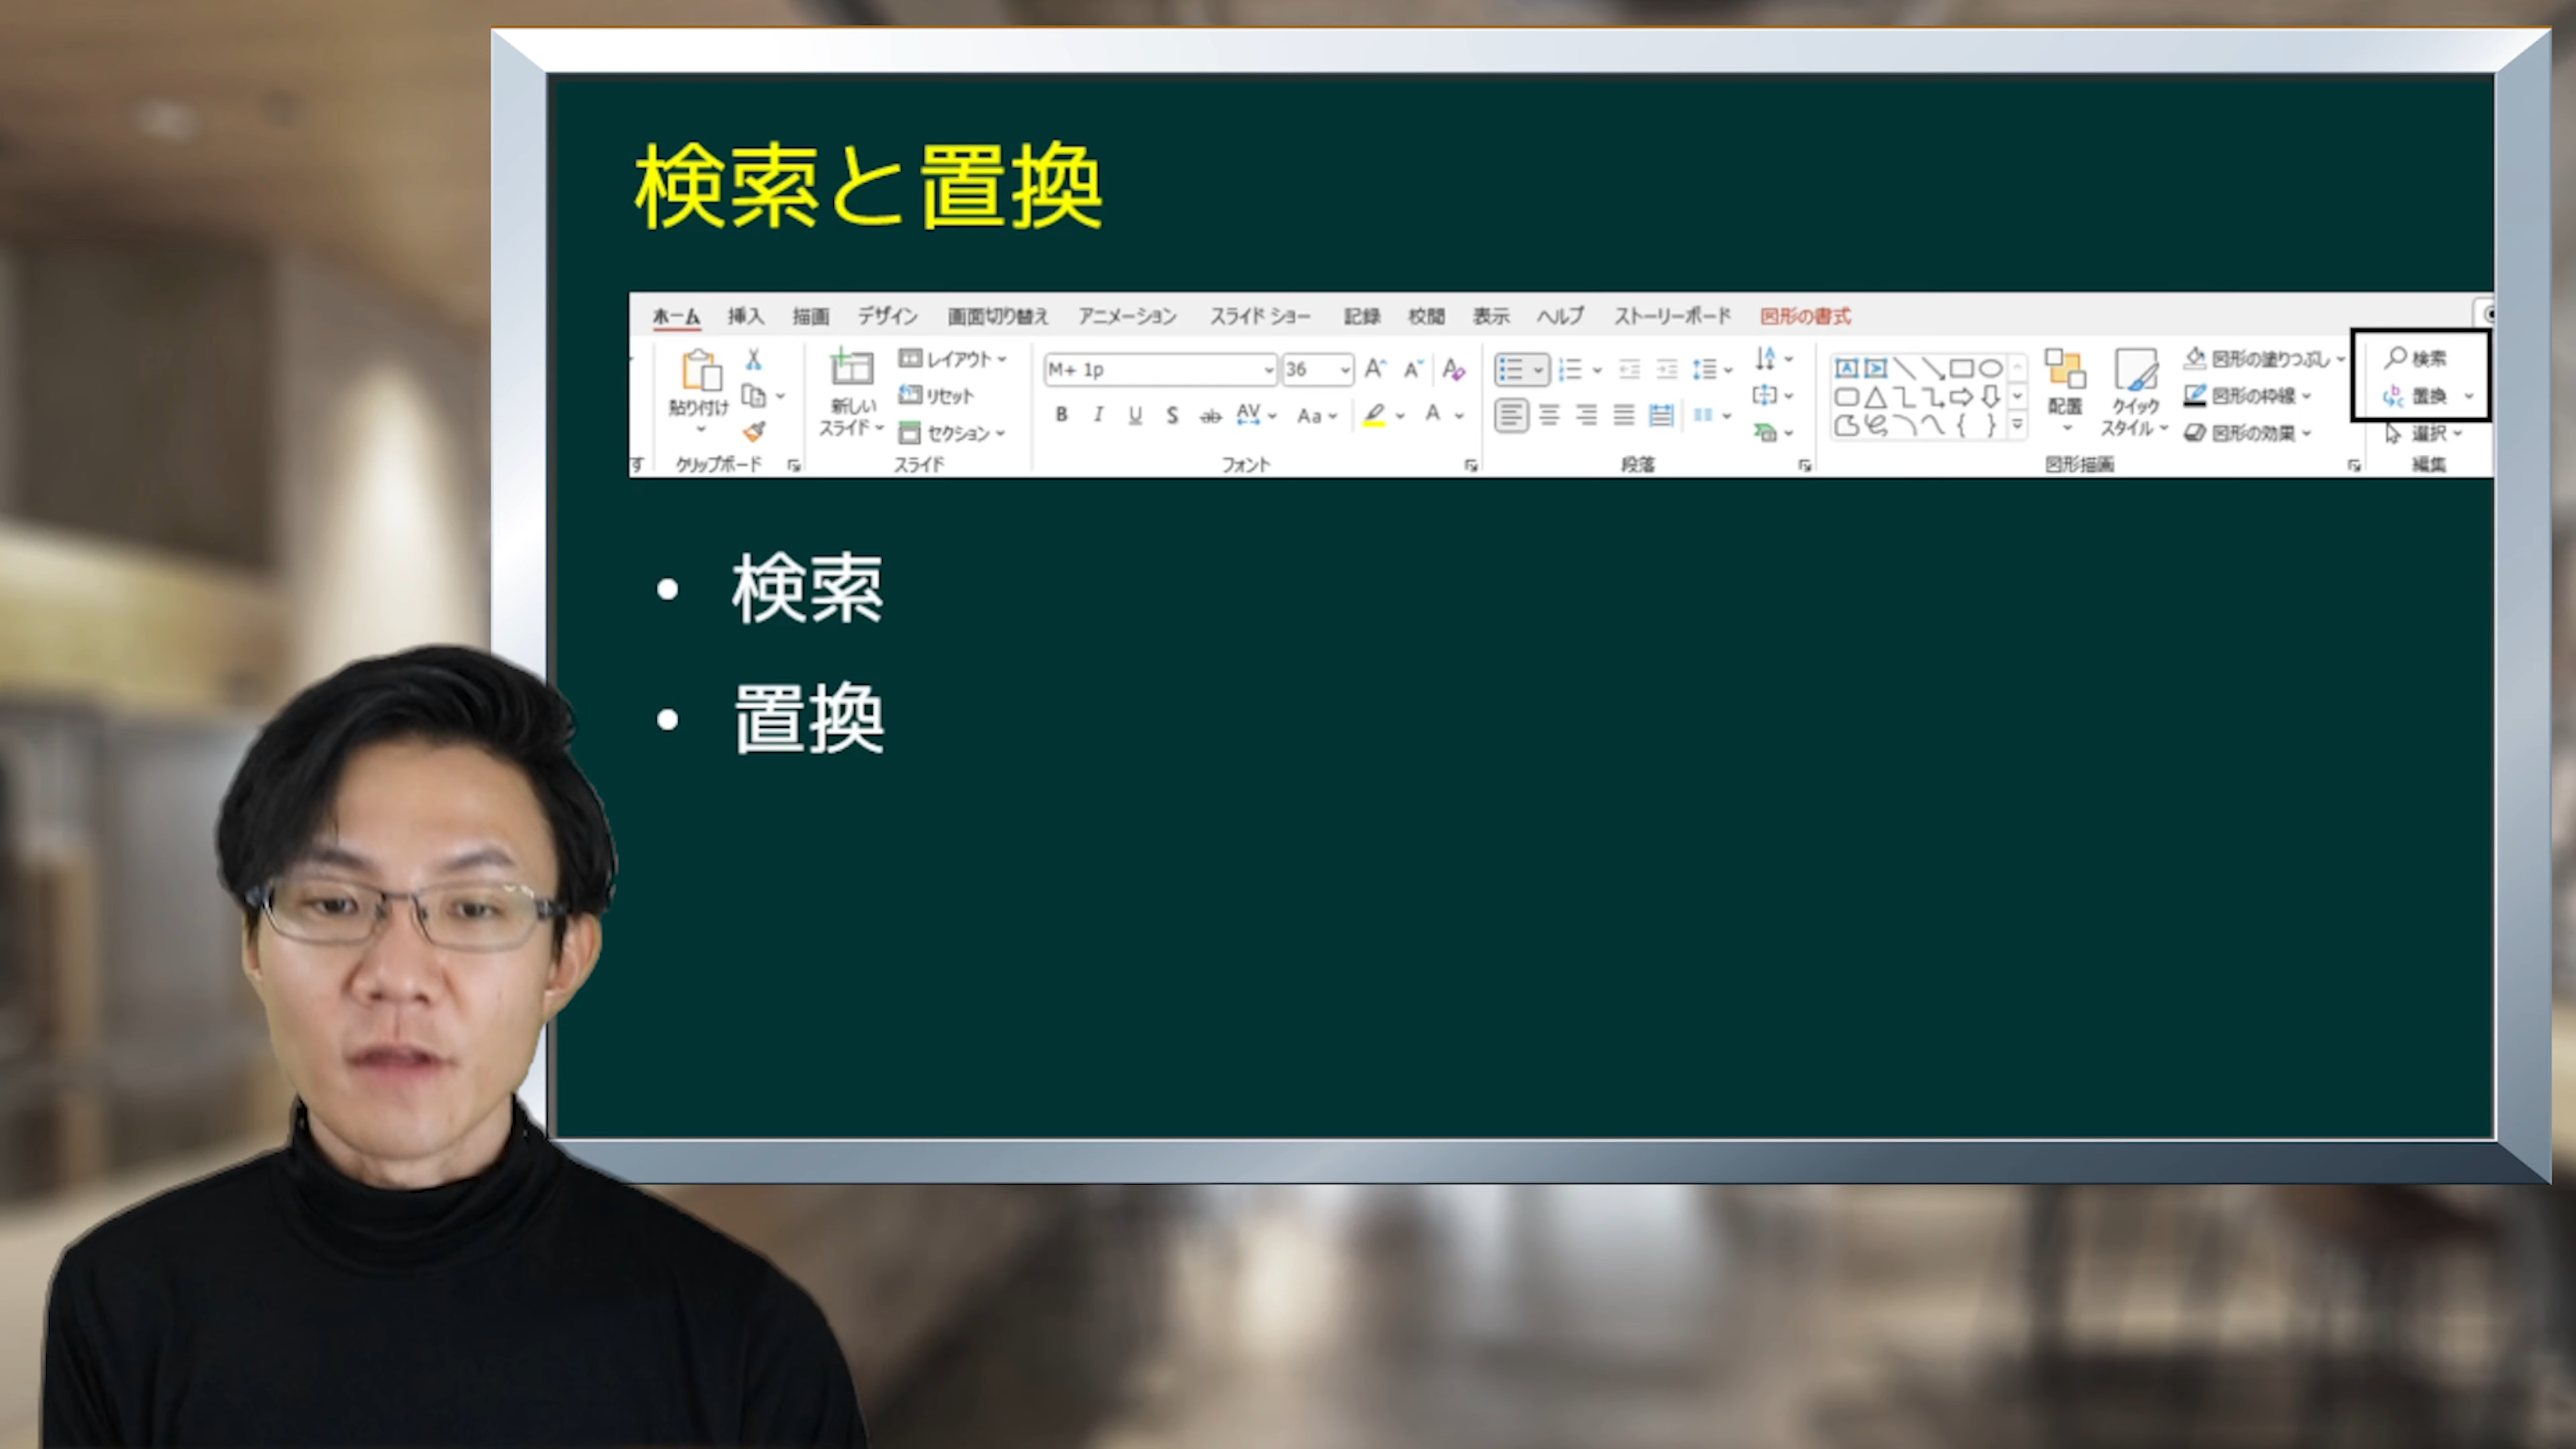 検索と置換
ホーム 挿入 描画 デザイン 画面切り替え アニメーション スライド ショー 記録 校閲 表示 ヘルプ ストーリーボード 図形の書式
貼り付け
新しい
スライド
レイアウト
リセット
セクション
M+ 1p
36
B I U S ab AV Aa A
配置
クイック
スタイル
図形の塗りつぶし
図形の枠線
図形の効果
検索
置換
選択
す クリップボード スライド フォント 段落 図形描画 編集
• 検索
• 置換